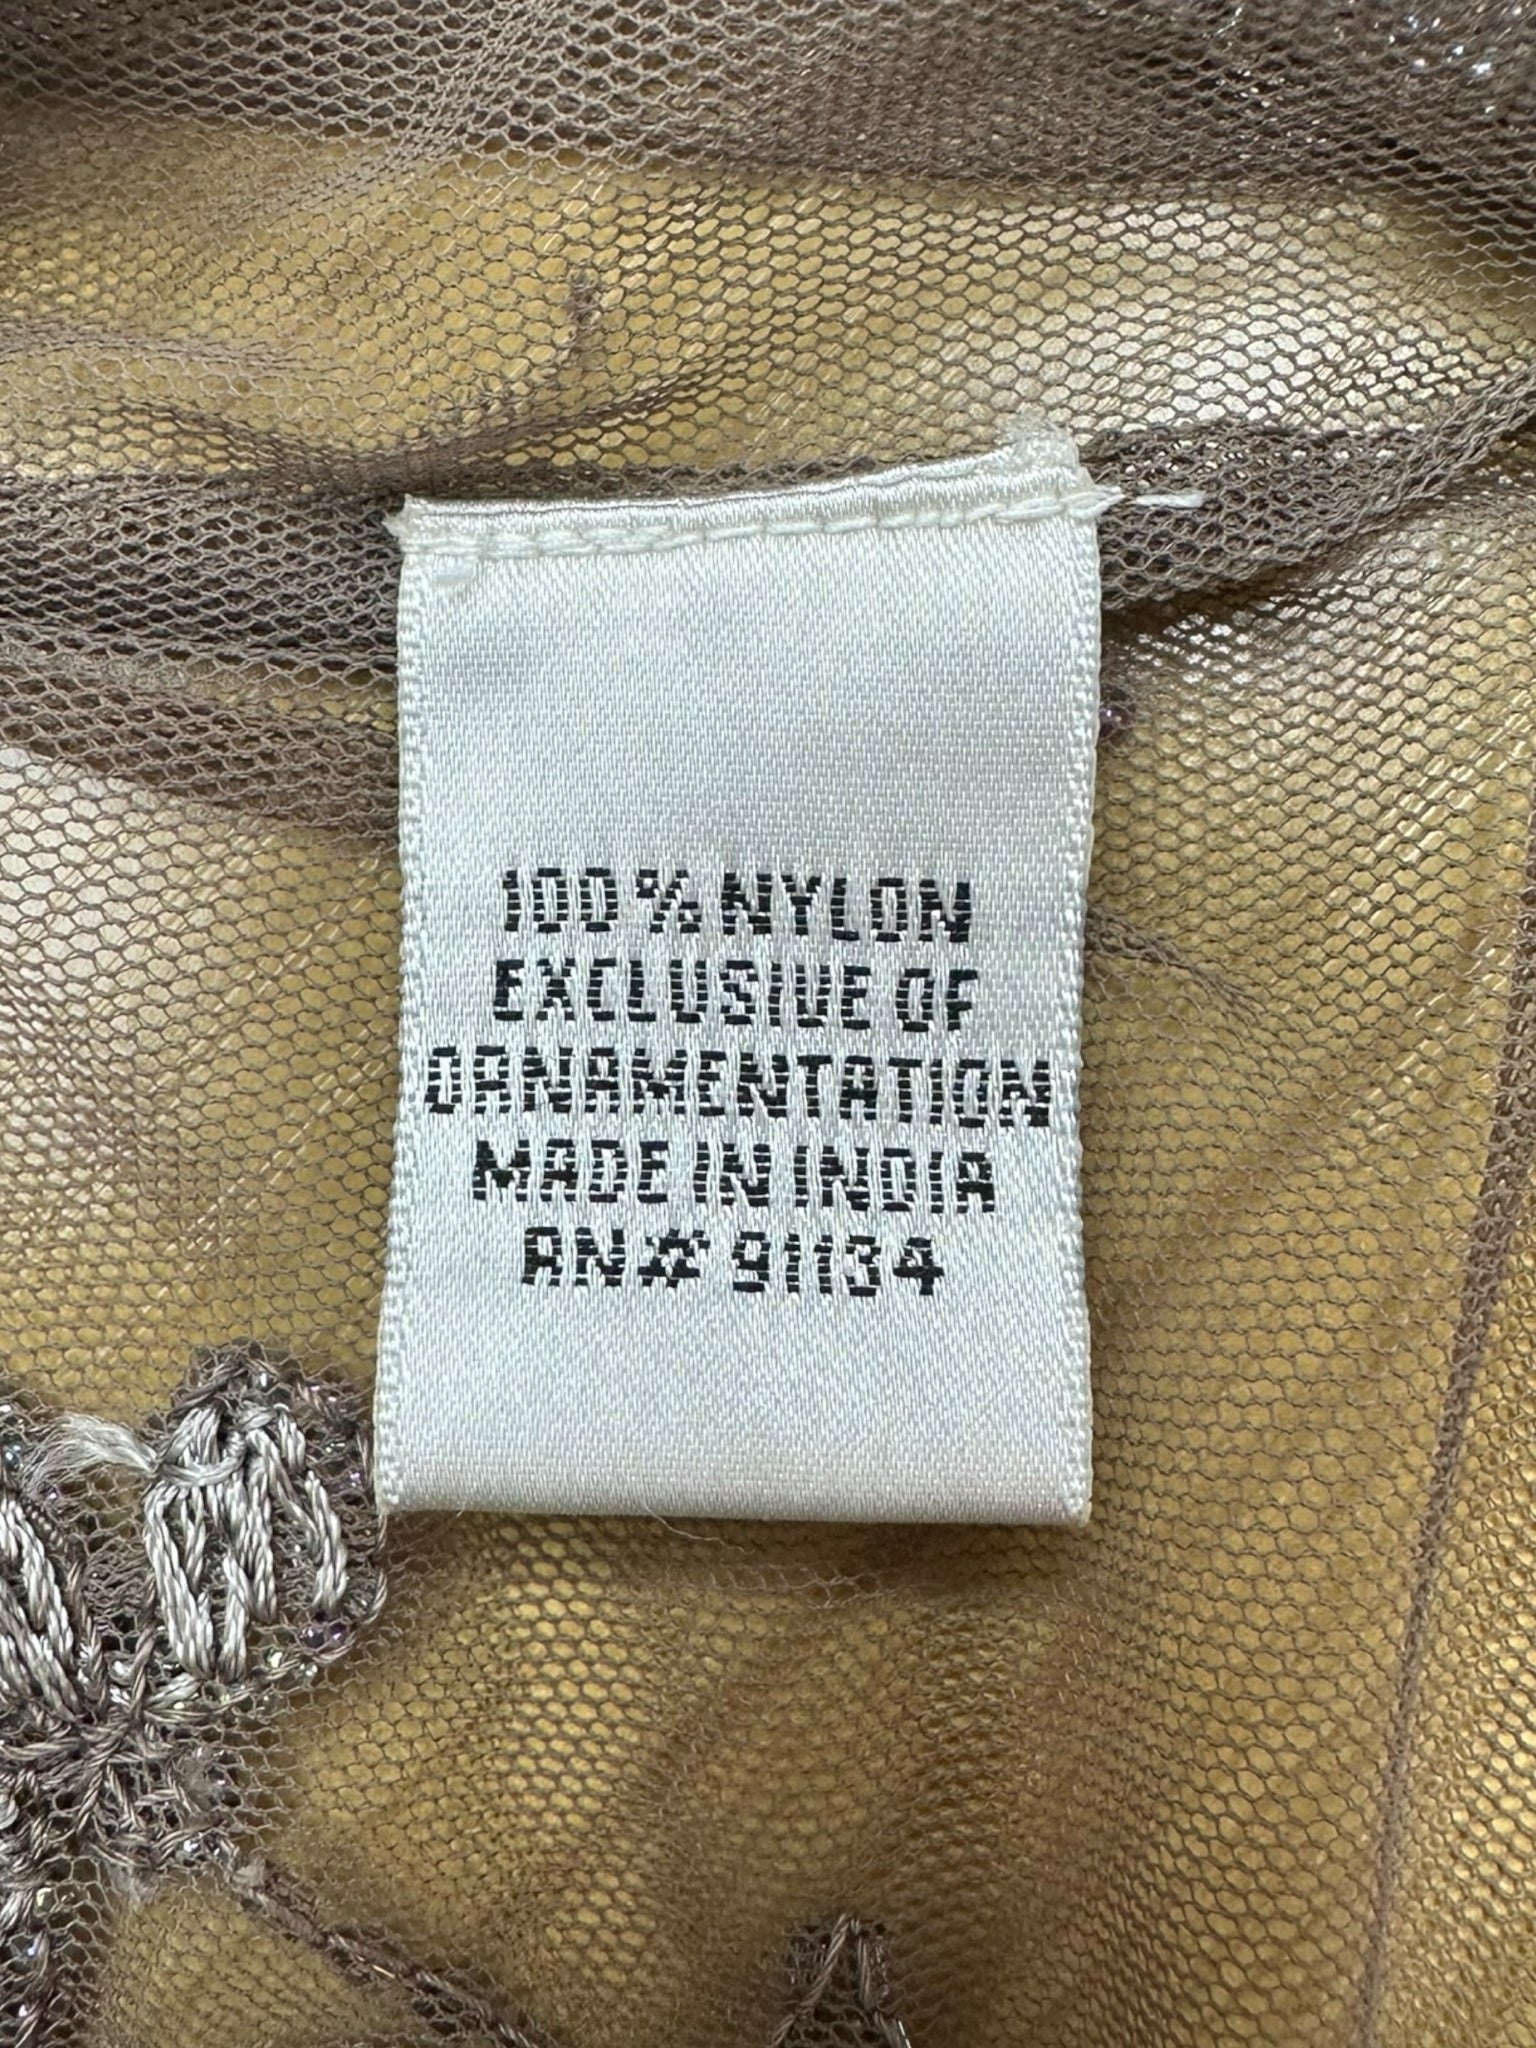 100% NYLON
EXCLUSIVE OF
ORNAMENTATION
MADE IN INDIA
RN# 91134